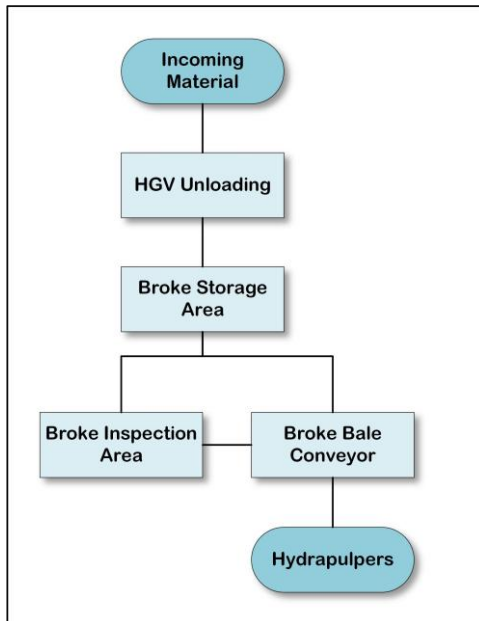 Incoming
Material
HGV Unloading
Broke Storage
Area
Broke Inspection
Area
Broke Bale
Conveyor
Hydrapulpers